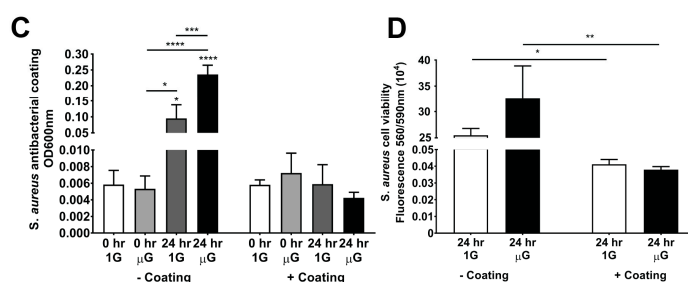 C
S. aureus antibacterial coating
OD600nm
0.30
0.25
0.20
0.15
0.10
0.05
0.010
0.008
0.006
0.004
0.002
0.000
***
****
****
*
*
0 hr 0 hr 24 hr 24 hr
1G μG 1G μG
0 hr 0 hr 24 hr 24 hr
1G μG 1G μG
- Coating + Coating
D
S. aureus cell viability
Fluorescence 560/590nm (10⁴)
40
35
30
25
0.05
0.04
0.03
0.02
0.01
0
**
*
24 hr 24 hr 24 hr 24 hr
1G μG 1G μG
- Coating + Coating